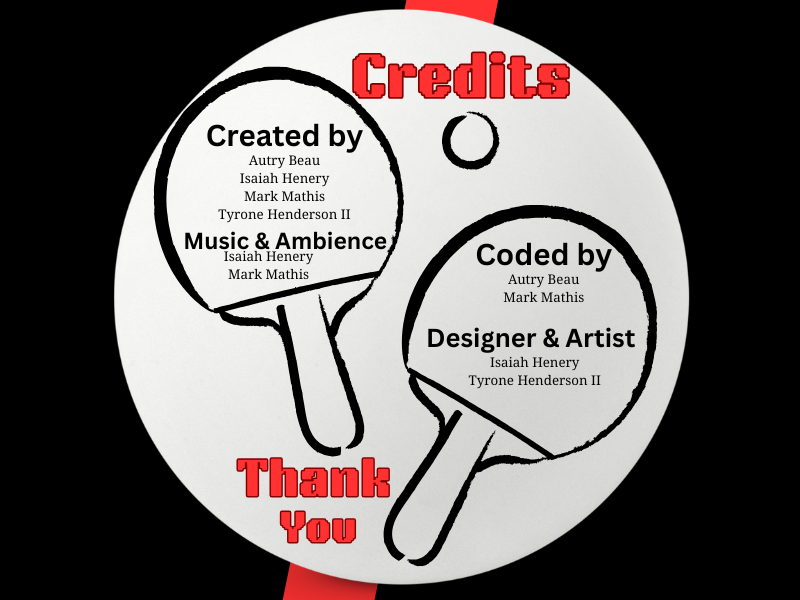 Credits
Created by
Autry Beau
Isaiah Henery
Mark Mathis
Tyrone Henderson II
Music & Ambience
Isaiah Henery
Mark Mathis
Coded by
Autry Beau
Mark Mathis
Designer & Artist
Isaiah Henery
Tyrone Henderson II
Thank
You